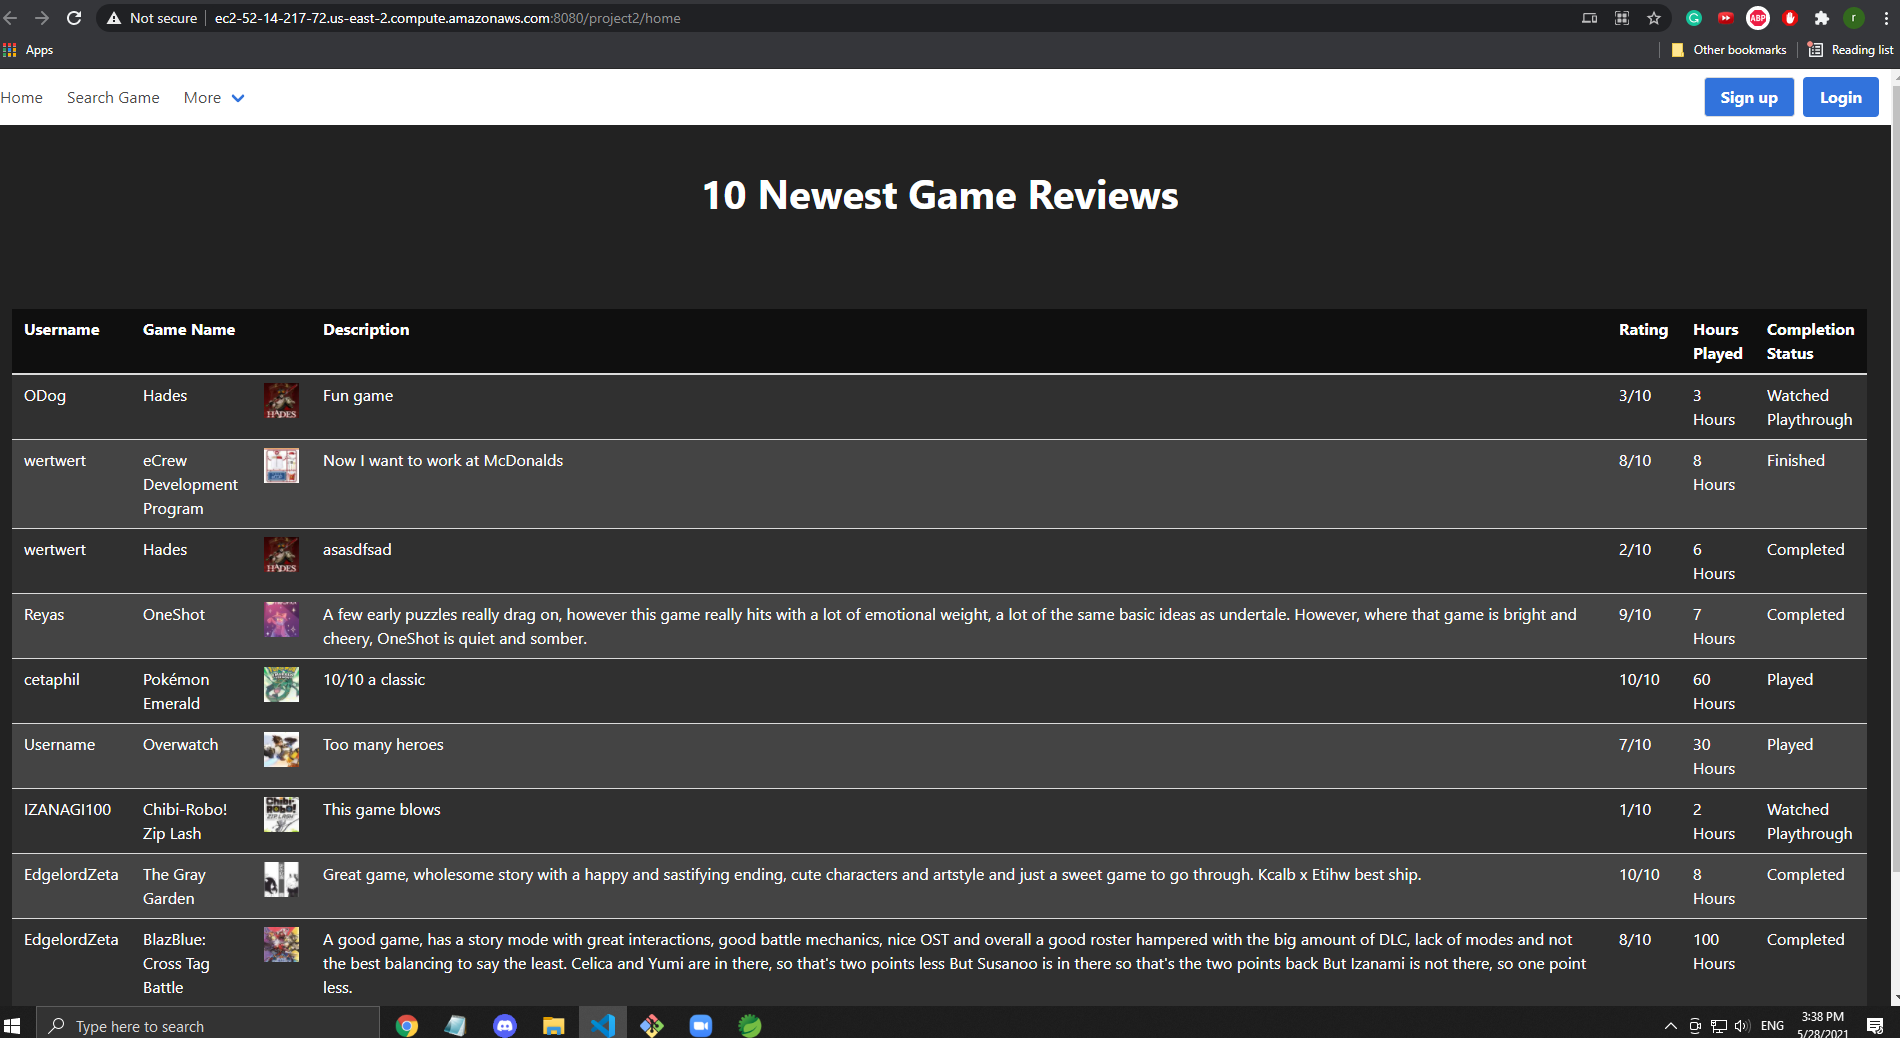 Not secure
ec2-52-14-217-72.us-east-2.compute.amazonaws.com:8080/project2/home
ABP
r
Apps
Other bookmarks
Reading list
Home
Search Game
More
Sign up
Login
10 Newest Game Reviews
Username
Game Name
Description
Rating
Hours
Played
Completion
Status
ODog
Hades
HADES
Fun game
3/10
3
Hours
Watched
Playthrough
wertwert
eCrew
Development
Program
Now I want to work at McDonalds
8/10
8
Hours
Finished
wertwert
Hades
HADES
asasdfsad
2/10
6
Hours
Completed
Reyas
OneShot
A few early puzzles really drag on, however this game really hits with a lot of emotional weight, a lot of the same basic ideas as undertale. However, where that game is bright and
cheery, OneShot is quiet and somber.
9/10
7
Hours
Completed
cetaphil
Pokémon
Emerald
10/10 a classic
10/10
60
Hours
Played
Username
Overwatch
Too many heroes
7/10
30
Hours
Played
IZANAGI100
Chibi-Robo!
Zip Lash
Chibi-
Robo!
ZIP LASH
This game blows
1/10
2
Hours
Watched
Playthrough
EdgelordZeta
The Gray
Garden
Great game, wholesome story with a happy and sastifying ending, cute characters and artstyle and just a sweet game to go through. Kcalb x Etihw best ship.
10/10
8
Hours
Completed
EdgelordZeta
BlazBlue:
Cross Tag
Battle
A good game, has a story mode with great interactions, good battle mechanics, nice OST and overall a good roster hampered with the big amount of DLC, lack of modes and not
the best balancing to say the least. Celica and Yumi are in there, so that's two points less But Susanoo is in there so that's the two points back But Izanami is not there, so one point
less.
8/10
100
Hours
Completed
Type here to search
ENG
3:38 PM
5/28/2021